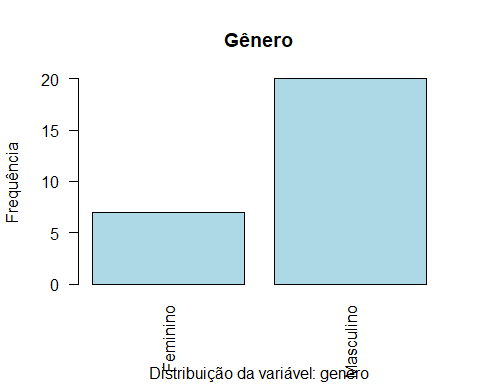 Gênero
Frequência
20
15
10
5
0
Feminino
Masculino
Distribuição da variável: genero